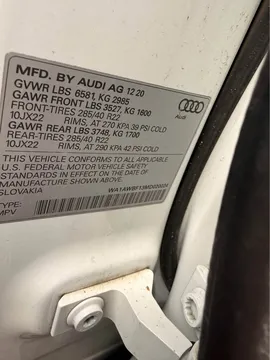 MFD. BY AUDI AG 12 20
GVWR LBS 6581, KG 2985
GAWR FRONT LBS 3527, KG 1600
FRONT-TIRES 285/40 R22
10JX22 RIMS, AT 270 KPA 39 PSI COLD
GAWR REAR LBS 3748, KG 1700
REAR-TIRES 285/40 R22
10JX22 RIMS, AT 290 KPA 42 PSI COLD
THIS VEHICLE CONFORMS TO ALL APPLICABLE
U.S. FEDERAL MOTOR VEHICLE SAFETY
STANDARDS IN EFFECT ON THE DATE OF
MANUFACTURE SHOWN ABOVE
SLOVAKIA
TYPE:
MPV